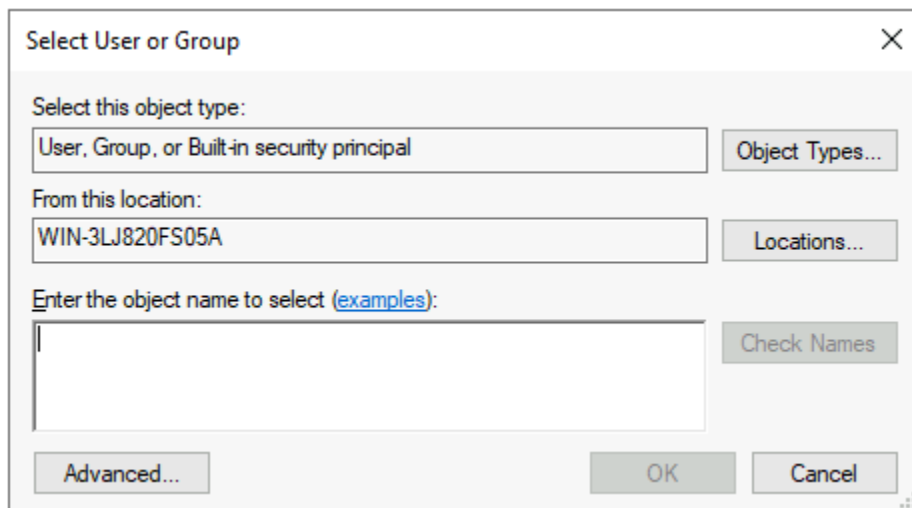 Select User or Group
Select this object type:
User, Group, or Built-in security principal
Object Types...
From this location:
WIN-3LJ820FS05A
Locations...
Enter the object name to select (examples):
Check Names
Advanced...
OK
Cancel